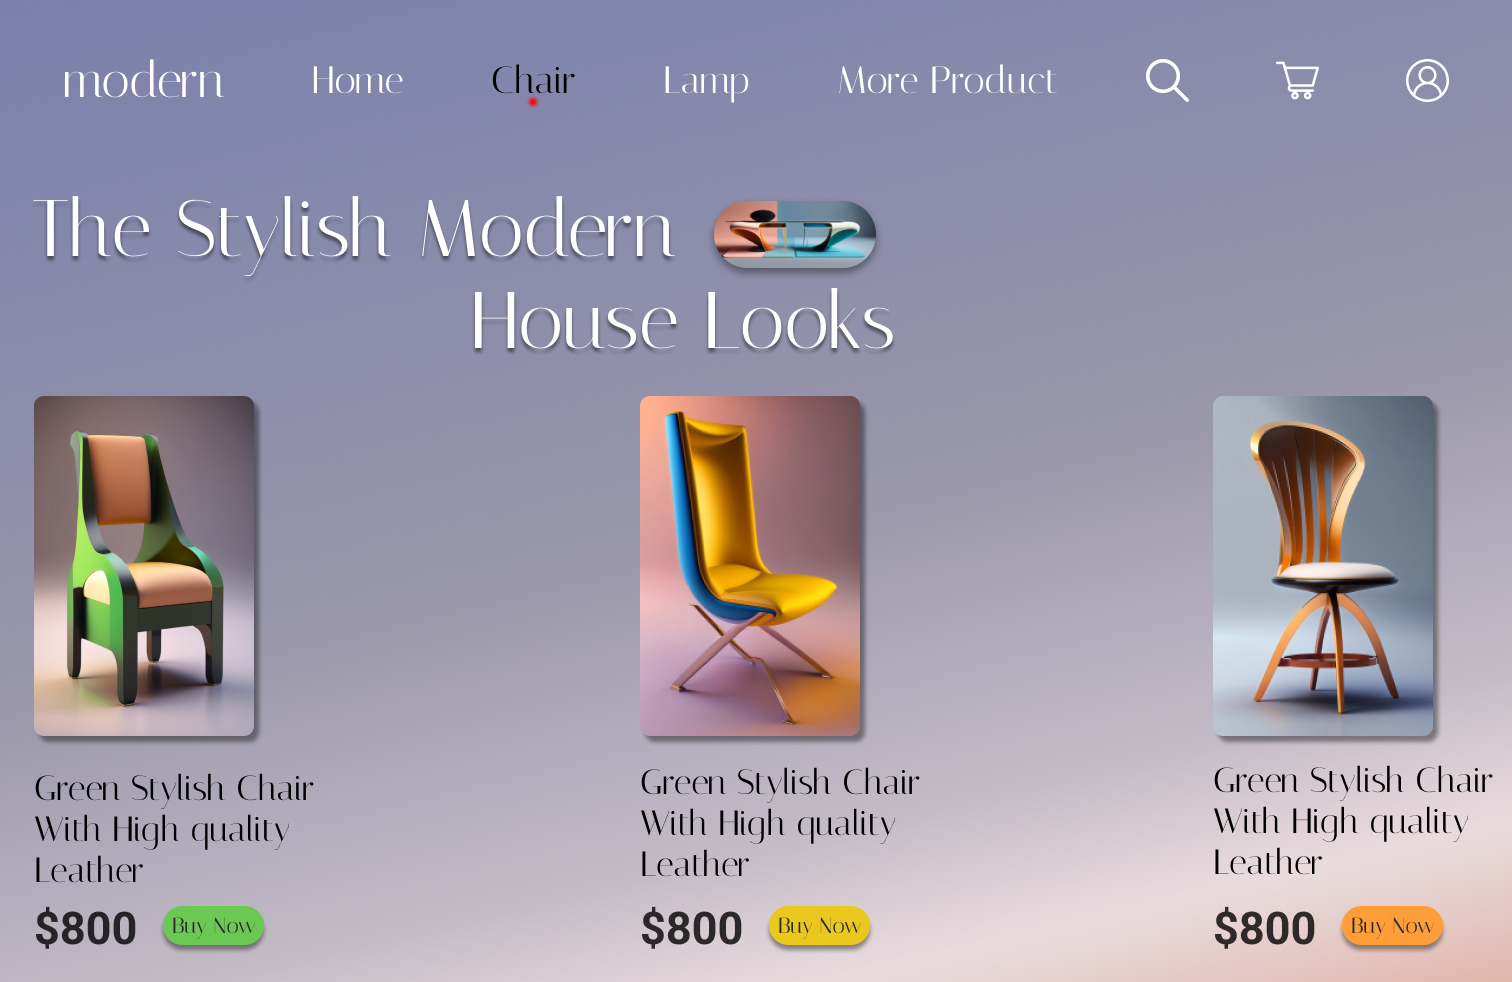 modern
Home
Chair
Lamp
More Product
The Stylish Modern
House Looks
Green Stylish Chair
With High quality
Leather
$800
Buy Now
Green Stylish Chair
With High quality
Leather
$800
Buy Now
Green Stylish Chair
With High quality
Leather
$800
Buy Now